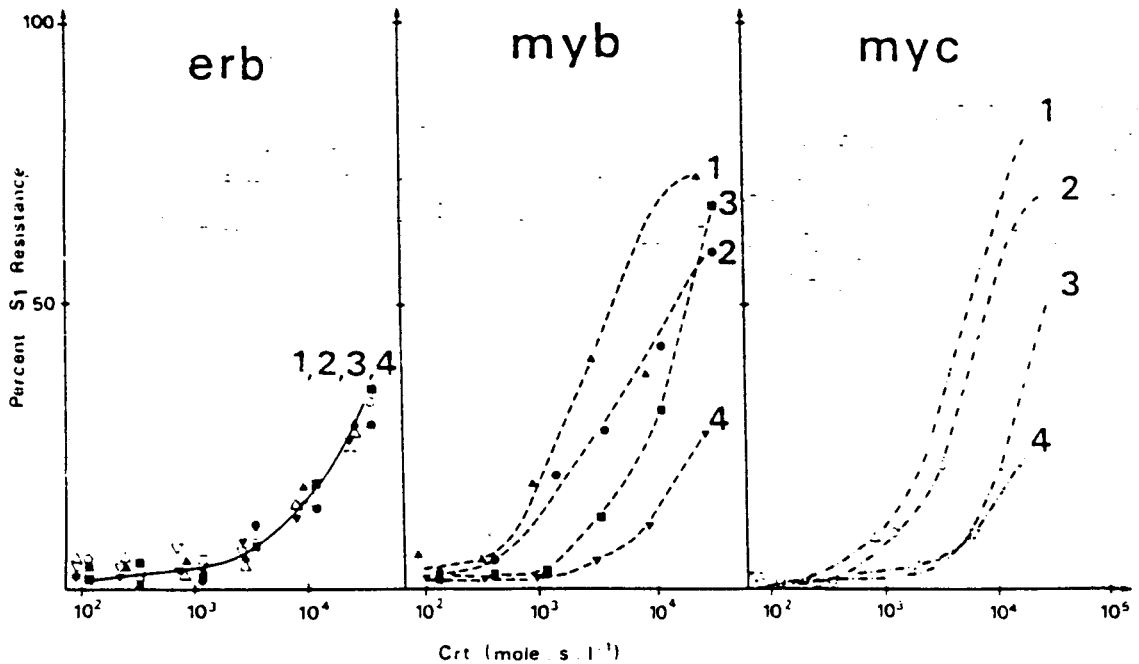 100
erb
myb
myc
1
1
2
3
2
3
50
1,2,3,4
4
4
Percent S1 Resistance
10² 10³ 10⁴ 10² 10³ 10⁴ 10² 10³ 10⁴ 10⁵
Crt (mole s l⁻¹)